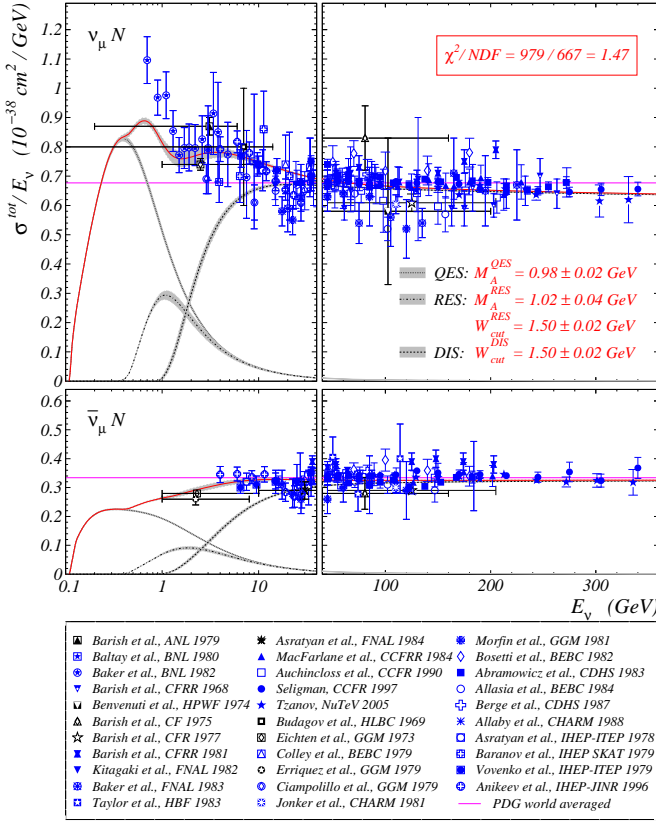 1.2
1.1
1
0.9
0.8
0.7
0.6
0.5
0.4
0.3
0.2
0.1
0
σ^tot / E_ν (10^−38 cm^2 / GeV)
ν_μ N
χ^2 / NDF = 979 / 667 = 1.47
QES: M_A^QES = 0.98 ± 0.02 GeV
RES: M_A^RES = 1.02 ± 0.04 GeV
W_cut^RES = 1.50 ± 0.02 GeV
DIS: W_cut^DIS = 1.50 ± 0.02 GeV
ν̅_μ N
0.6
0.5
0.4
0.3
0.2
0.1
0
0.1 1 10 100 200 300
E_ν (GeV)
Barish et al., ANL 1979
Baltay et al., BNL 1980
Baker et al., BNL 1982
Barish et al., CFRR 1968
Benvenuti et al., HPWF 1974
Barish et al., CF 1975
Barish et al., CFR 1977
Barish et al., CFRR 1981
Kitagaki et al., FNAL 1982
Baker et al., FNAL 1983
Taylor et al., HBF 1983
Asratyan et al., FNAL 1984
MacFarlane et al., CCFRR 1984
Auchincloss et al., CCFR 1990
Seligman, CCFR 1997
Tzanov, NuTeV 2005
Budagov et al., HLBC 1969
Eichten et al., GGM 1973
Colley et al., BEBC 1979
Erriquez et al., GGM 1979
Ciampolillo et al., GGM 1979
Jonker et al., CHARM 1981
Morfin et al., GGM 1981
Bosetti et al., BEBC 1982
Abramowicz et al., CDHS 1983
Allasia et al., BEBC 1984
Berge et al., CDHS 1987
Allaby et al., CHARM 1988
Asratyan et al., IHEP-ITEP 1978
Baranov et al., IHEP SKAT 1979
Vovenko et al., IHEP-ITEP 1979
Anikeev et al., IHEP-JINR 1996
PDG world averaged